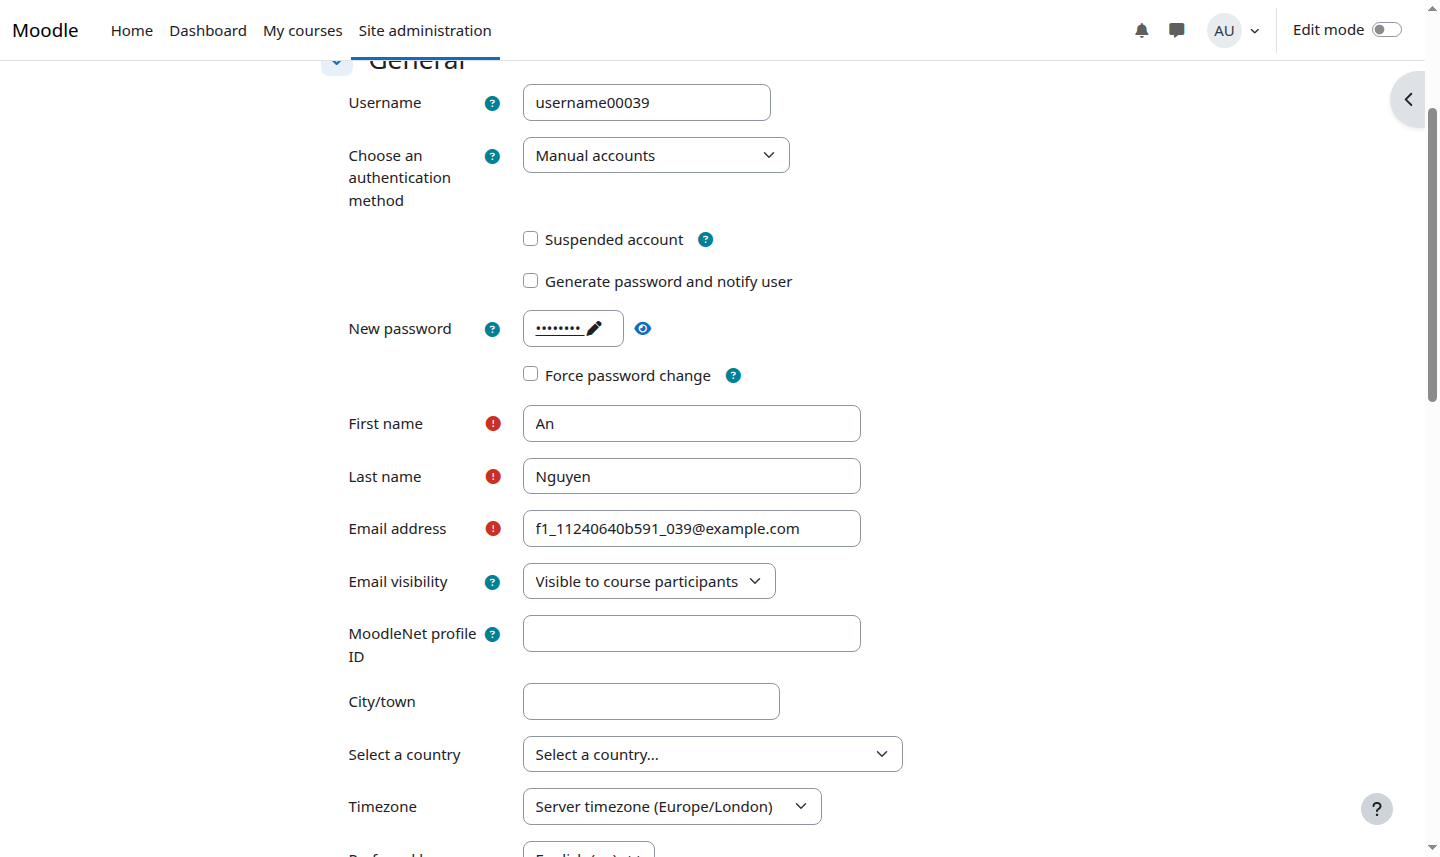 Moodle Home Dashboard My courses Site administration AU Edit mode
General
Username username00039
Choose an authentication method Manual accounts
Suspended account
Generate password and notify user
New password ••••••••
Force password change
First name An
Last name Nguyen
Email address f1_11240640b591_039@example.com
Email visibility Visible to course participants
MoodleNet profile ID
City/town
Select a country Select a country...
Timezone Server timezone (Europe/London)